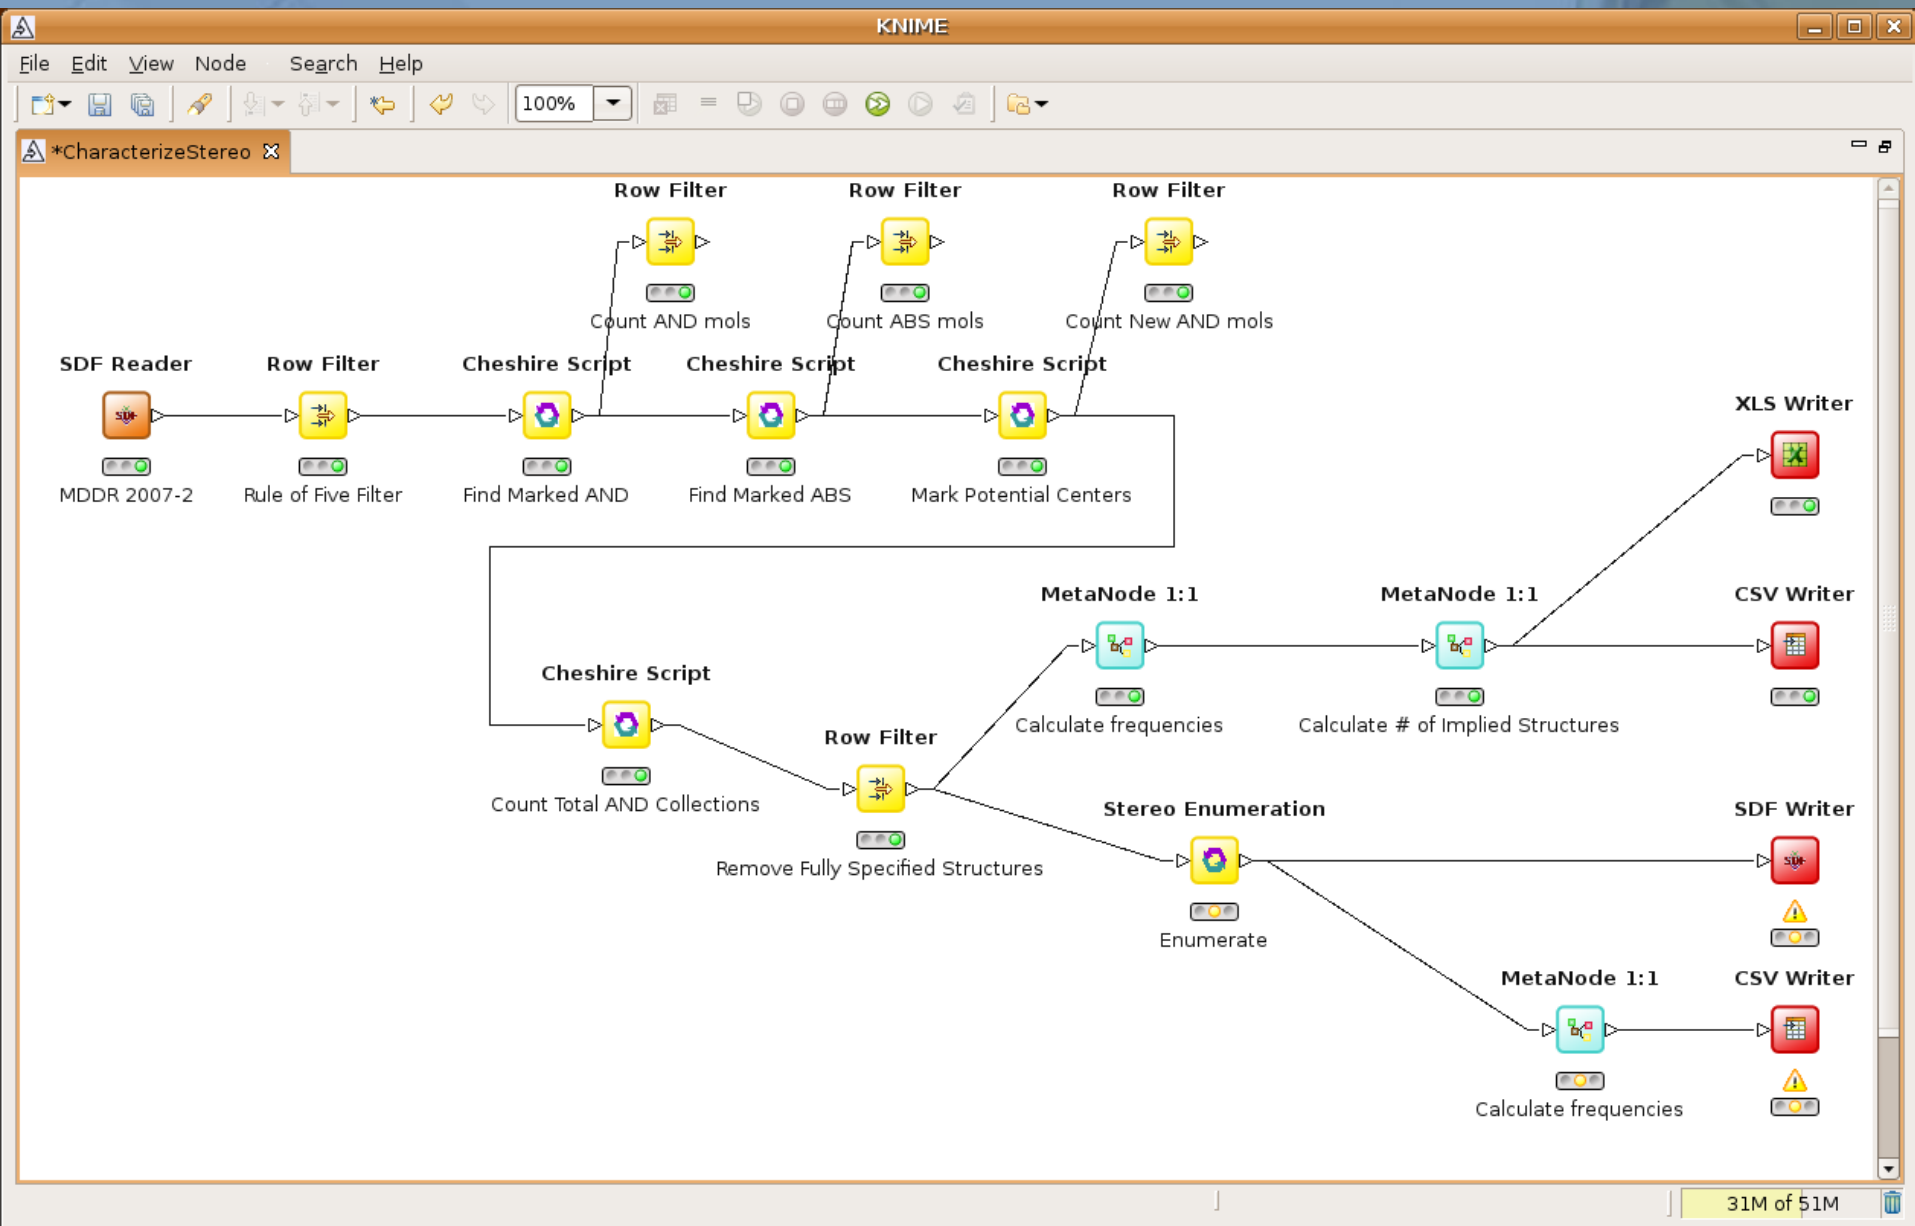 KNIME
File Edit View Node Search Help
100%
*CharacterizeStereo
Row Filter Row Filter Row Filter
Count AND mols Count ABS mols Count New AND mols
SDF Reader Row Filter Cheshire Script Cheshire Script Cheshire Script
SDF
MDDR 2007-2 Rule of Five Filter Find Marked AND Find Marked ABS Mark Potential Centers
XLS Writer
MetaNode 1:1 MetaNode 1:1 CSV Writer
Calculate frequencies Calculate # of Implied Structures
Cheshire Script
Count Total AND Collections
Row Filter
Remove Fully Specified Structures
Stereo Enumeration SDF Writer
SDF
Enumerate
MetaNode 1:1 CSV Writer
Calculate frequencies
31M of 51M